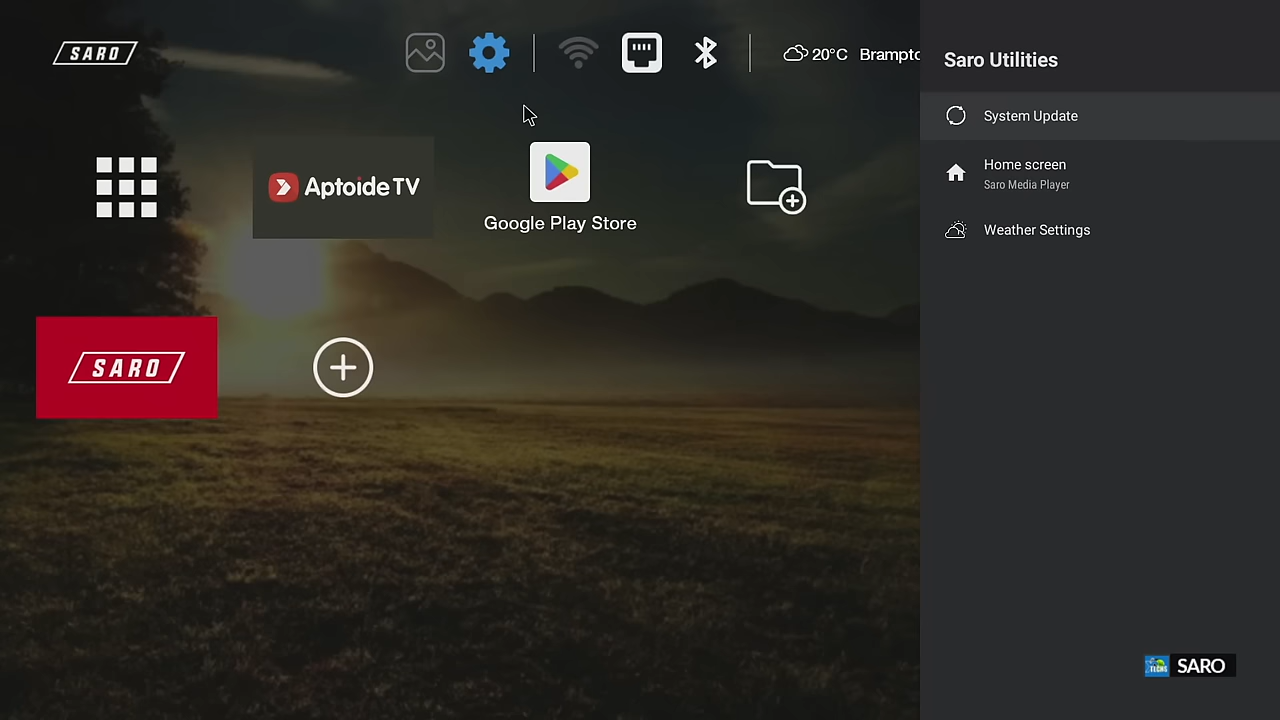 SARO
20°C Brampto
Saro Utilities
System Update
Home screen
Saro Media Player
Weather Settings
Aptoide TV
Google Play Store
SARO
TECHS SARO